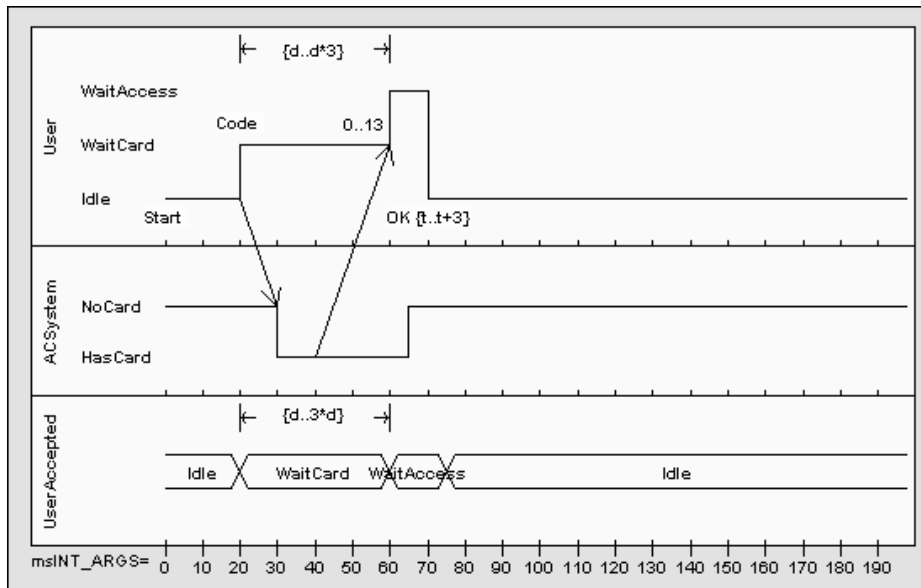 {d..d*3}
WaitAccess
Code 0..13
User
WaitCard
Idle
Start OK {t..t+3}
ACSystem
NoCard
HasCard
{d..3*d}
UserAccepted
Idle WaitCard WaitAccess Idle
msINT_ARGS= 0 10 20 30 40 50 60 70 80 90 100 110 120 130 140 150 160 170 180 190